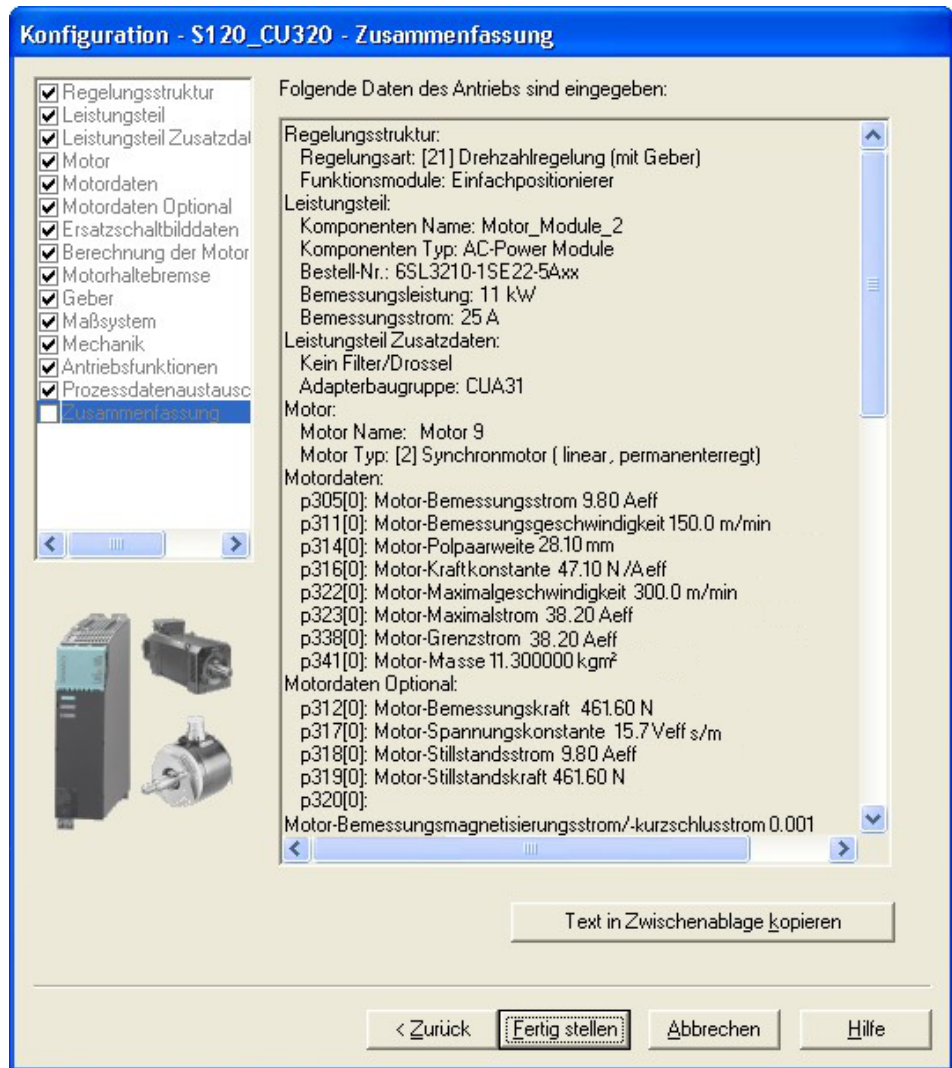 Konfiguration - S120_CU320 - Zusammenfassung
Regelungsstruktur
Leistungsteil
Leistungsteil Zusatzdat
Motor
Motordaten
Motordaten Optional
Ersatzschaltbilddaten
Berechnung der Motor
Motorhaltebremse
Geber
Maßsystem
Mechanik
Antriebsfunktionen
Prozessdatenaustausc
Zusammenfassung
Folgende Daten des Antriebs sind eingegeben:
Regelungsstruktur:
Regelungsart: [21] Drehzahlregelung (mit Geber)
Funktionsmodule: Einfachpositionierer
Leistungsteil:
Komponenten Name: Motor_Module_2
Komponenten Typ: AC-Power Module
Bestell-Nr.: 6SL3210-1SE22-5Axx
Bemessungsleistung: 11 kW
Bemessungsstrom: 25 A
Leistungsteil Zusatzdaten:
Kein Filter/Drossel
Adapterbaugruppe: CUA31
Motor:
Motor Name: Motor 9
Motor Typ: [2] Synchronmotor ( linear, permanenterregt)
Motordaten:
p305[0]: Motor-Bemessungsstrom 9.80 Aeff
p311[0]: Motor-Bemessungsgeschwindigkeit 150.0 m/min
p314[0]: Motor-Polpaarweite 28.10 mm
p316[0]: Motor-Kraftkonstante 47.10 N/Aeff
p322[0]: Motor-Maximalgeschwindigkeit 300.0 m/min
p323[0]: Motor-Maximalstrom 38.20 Aeff
p338[0]: Motor-Grenzstrom 38.20 Aeff
p341[0]: Motor-Masse 11.300000 kgm²
Motordaten Optional:
p312[0]: Motor-Bemessungskraft 461.60 N
p317[0]: Motor-Spannungskonstante 15.7 Veff s/m
p318[0]: Motor-Stillstandsstrom 9.80 Aeff
p319[0]: Motor-Stillstandskraft 461.60 N
p320[0]:
Motor-Bemessungsmagnetisierungsstrom/-kurzschlusstrom 0.001
Text in Zwischenablage kopieren
< Zurück
Fertig stellen
Abbrechen
Hilfe